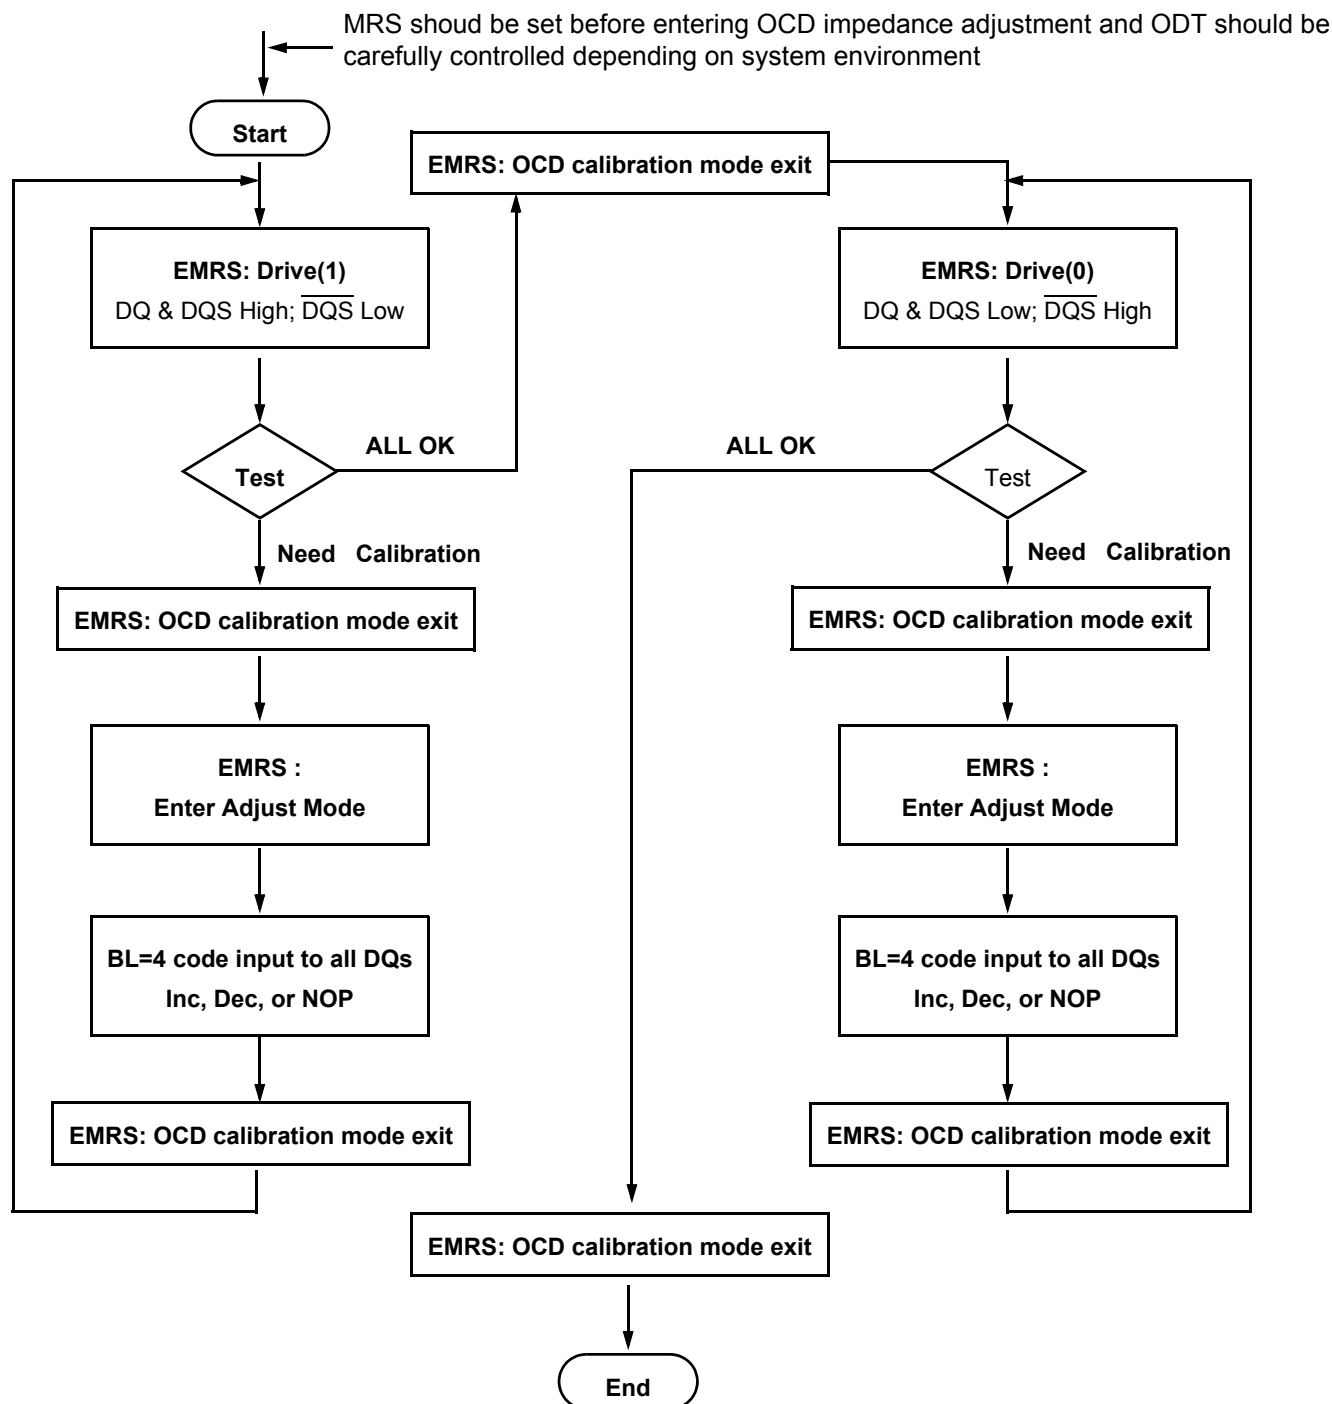 MRS shoud be set before entering OCD impedance adjustment and ODT should be
carefully controlled depending on system environment
Start
EMRS: OCD calibration mode exit
EMRS: Drive(1)
DQ & DQS High; D̅Q̅S̅ Low
EMRS: Drive(0)
DQ & DQS Low; D̅Q̅S̅ High
ALL OK
Test
ALL OK
Test
Need Calibration
Need Calibration
EMRS: OCD calibration mode exit
EMRS: OCD calibration mode exit
EMRS :
Enter Adjust Mode
EMRS :
Enter Adjust Mode
BL=4 code input to all DQs
Inc, Dec, or NOP
BL=4 code input to all DQs
Inc, Dec, or NOP
EMRS: OCD calibration mode exit
EMRS: OCD calibration mode exit
EMRS: OCD calibration mode exit
End